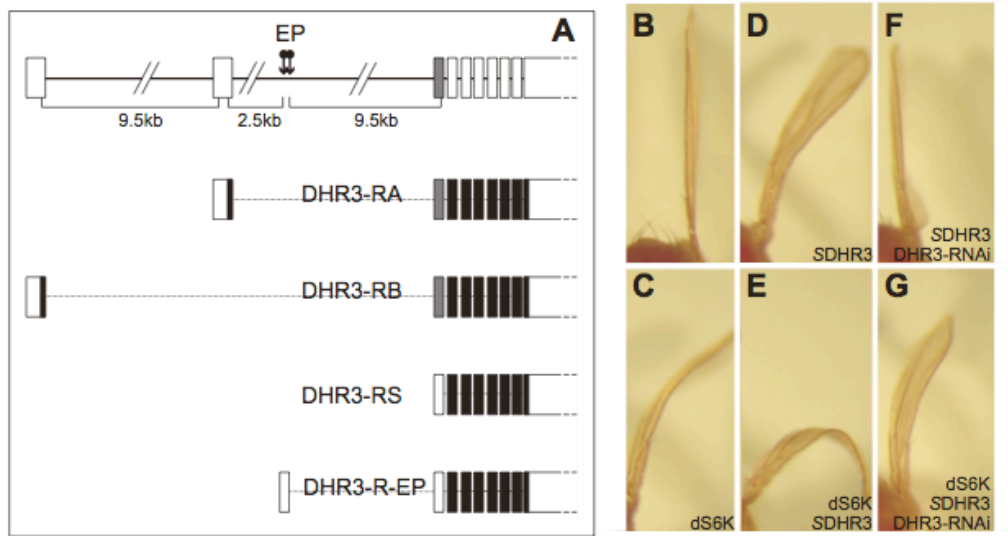 A
EP
9.5kb
2.5kb
9.5kb
DHR3-RA
DHR3-RB
DHR3-RS
DHR3-R-EP
B
D
SDHR3
F
SDHR3
DHR3-RNAi
C
dS6K
E
dS6K
SDHR3
G
dS6K
SDHR3
DHR3-RNAi